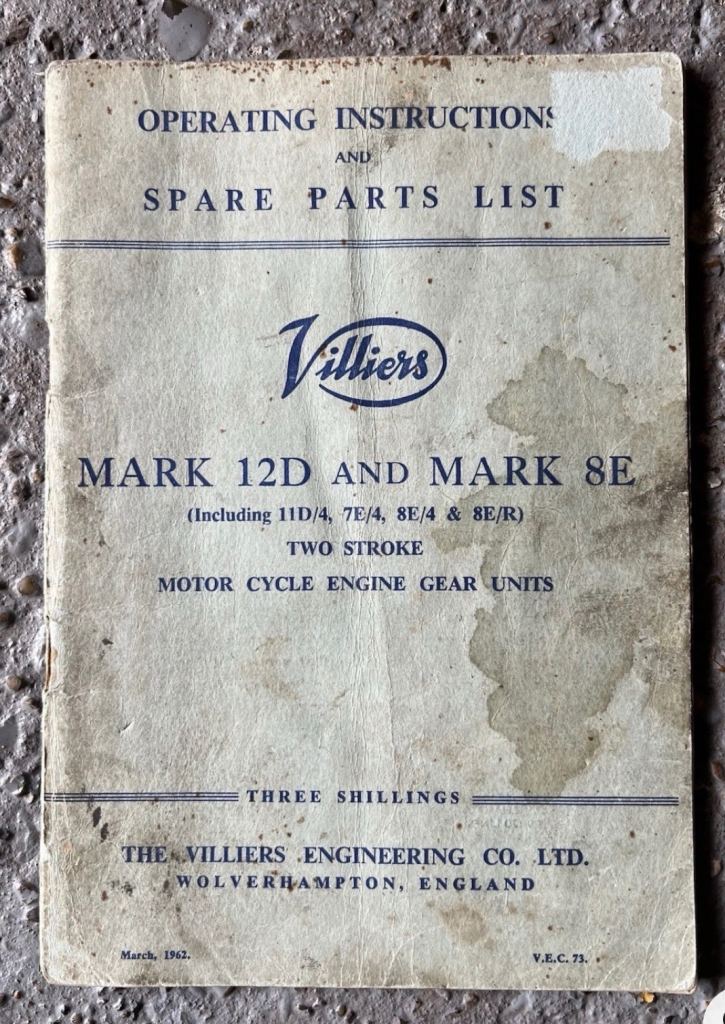 OPERATING INSTRUCTIONS
AND
SPARE PARTS LIST
Villiers
MARK 12D AND MARK 8E
(Including 11D/4, 7E/4, 8E/4 & 8E/R)
TWO STROKE
MOTOR CYCLE ENGINE GEAR UNITS
THREE SHILLINGS
THE VILLIERS ENGINEERING CO. LTD.
WOLVERHAMPTON, ENGLAND
March, 1962.
V.E.C. 73.